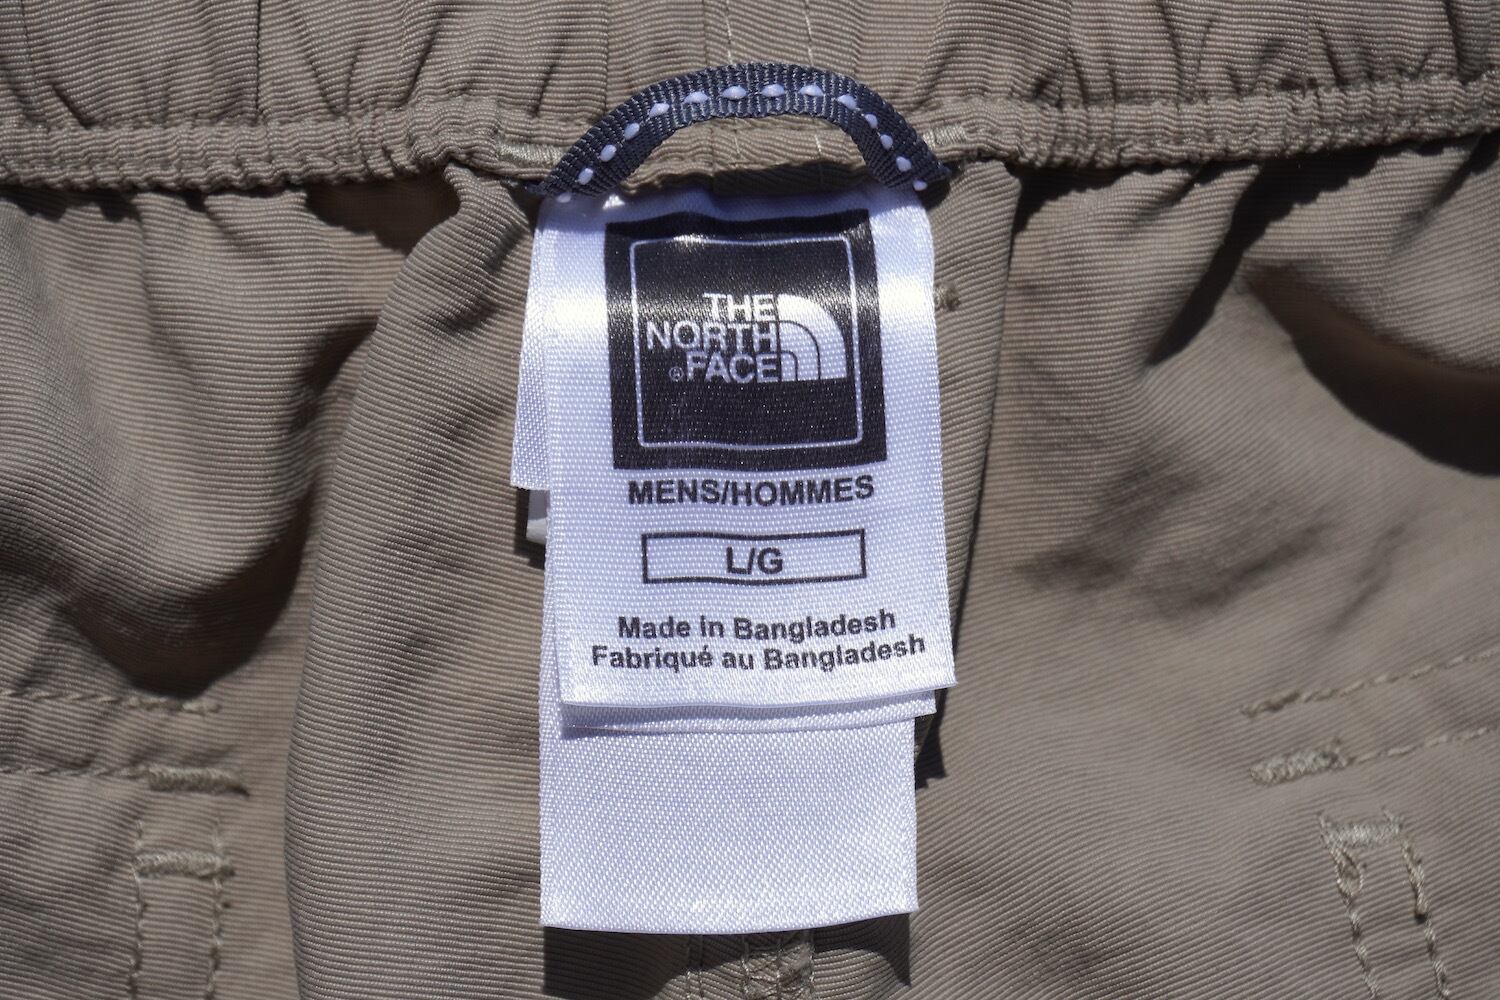 THE
NORTH
®FACE
MENS/HOMMES
L/G
Made in Bangladesh
Fabriqué au Bangladesh